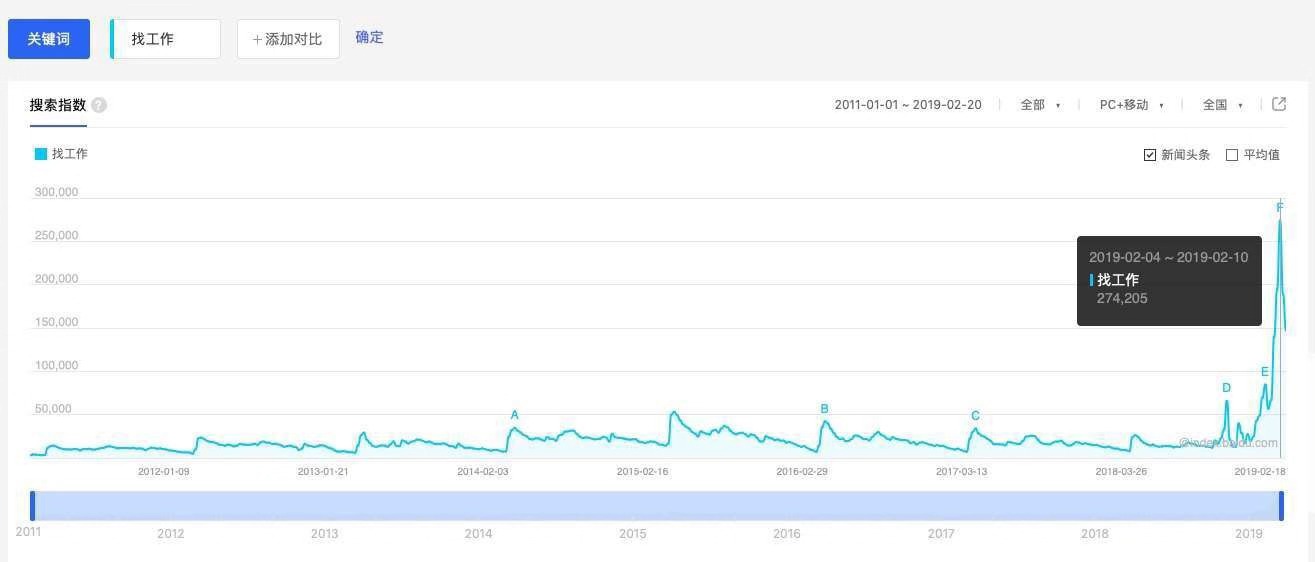 关键词 找工作 +添加对比 确定
搜索指数 ? 2011-01-01 ~ 2019-02-20 全部 PC+移动 全国
找工作 新闻头条 平均值
300,000
250,000
200,000
150,000
100,000
50,000
A B C D E F
2019-02-04 ~ 2019-02-10
找工作
274,205
@index.baidu.com
2012-01-09 2013-01-21 2014-02-03 2015-02-16 2016-02-29 2017-03-13 2018-03-26 2019-02-18
2011 2012 2013 2014 2015 2016 2017 2018 2019